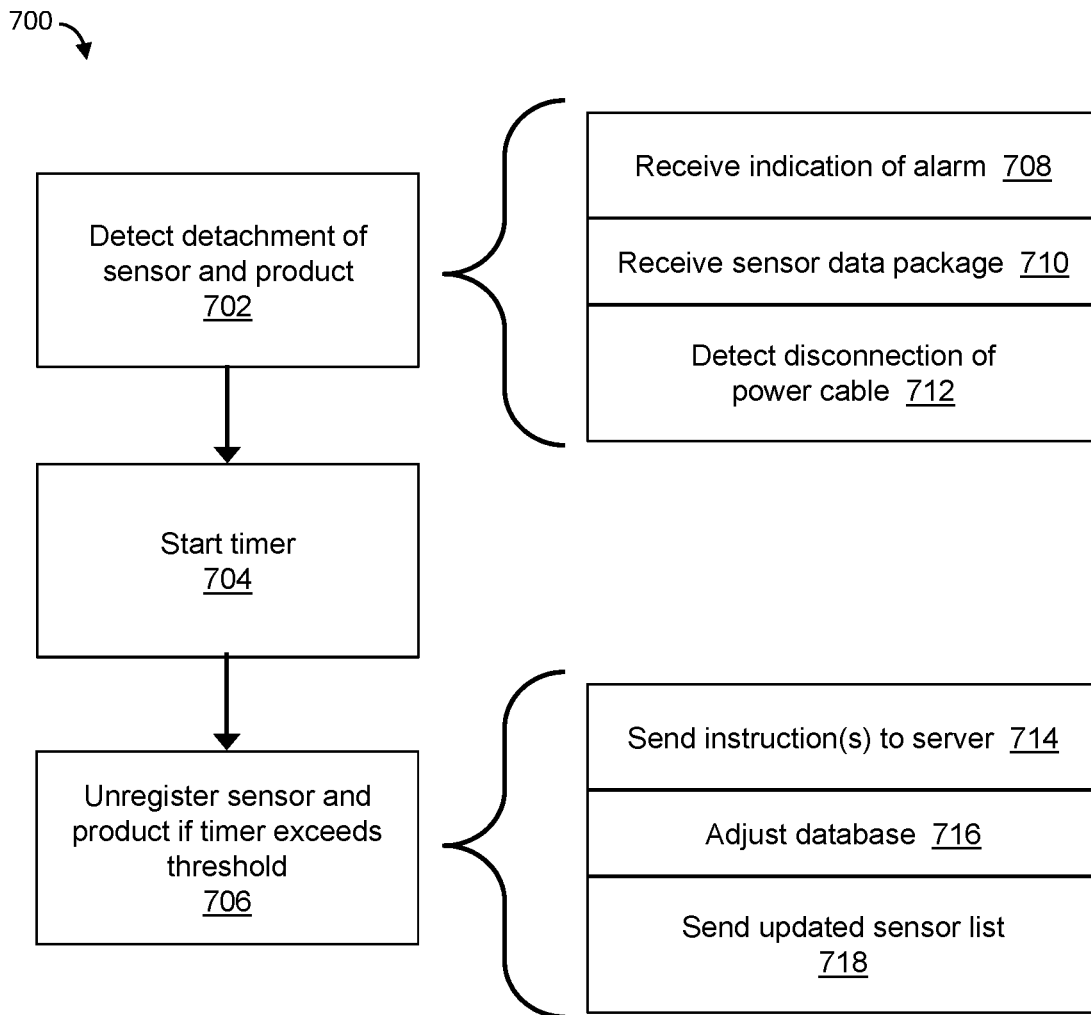 700
Detect detachment of
sensor and product
702
Receive indication of alarm 708
Receive sensor data package 710
Detect disconnection of
power cable 712
Start timer
704
Unregister sensor and
product if timer exceeds
threshold
706
Send instruction(s) to server 714
Adjust database 716
Send updated sensor list
718